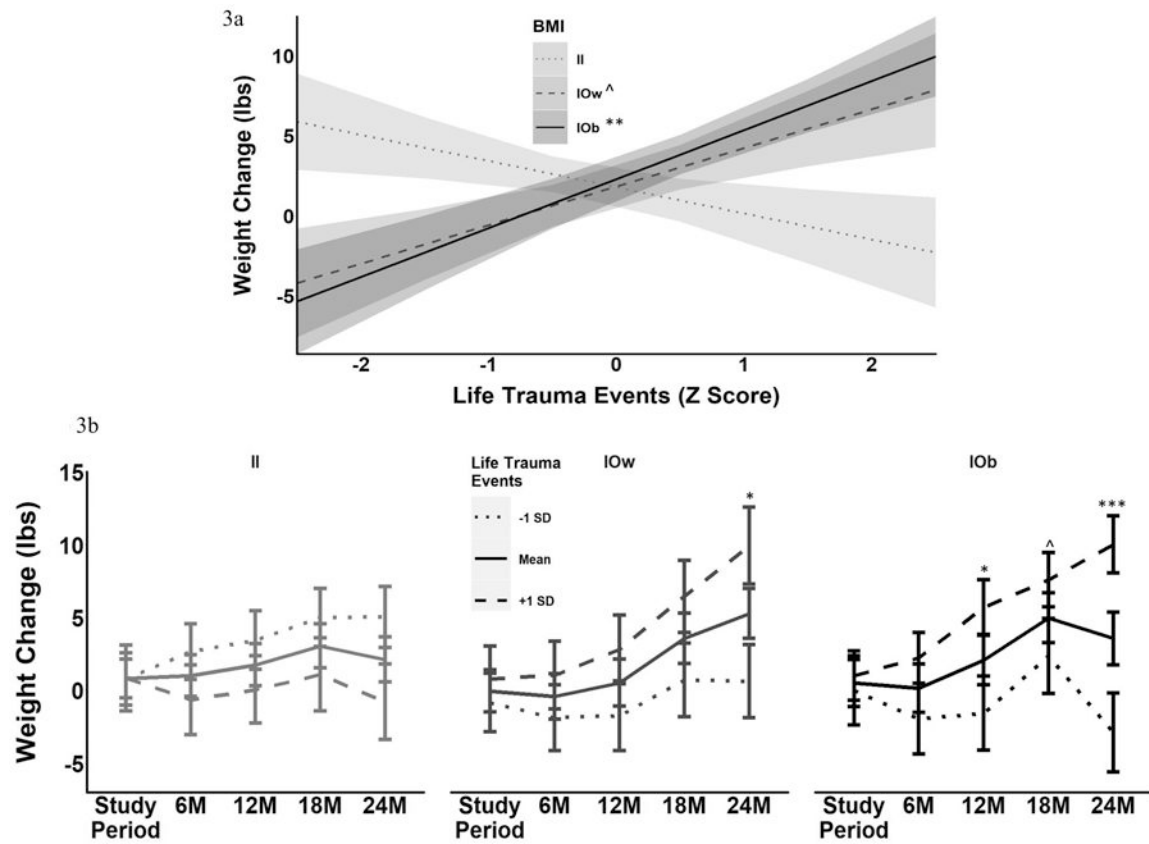 3a
BMI
Il
IOw ^
IOb **
Weight Change (lbs)
10
5
0
-5
-2 -1 0 1 2
Life Trauma Events (Z Score)
3b
Il IOw IOb
Life Trauma
Events
-1 SD
Mean
+1 SD
* * ^ ***
Weight Change (lbs)
15
10
5
0
-5
Study Period 6M 12M 18M 24M
Study Period 6M 12M 18M 24M
Study Period 6M 12M 18M 24M